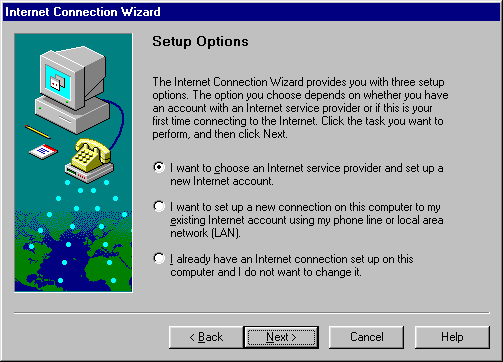 Internet Connection Wizard
Setup Options
The Internet Connection Wizard provides you with three setup
options. The option you choose depends on whether you have
an account with an Internet service provider or if this is your
first time connecting to the Internet. Click the task you want to
perform, and then click Next.
I want to choose an Internet service provider and set up a
new Internet account.
I want to set up a new connection on this computer to my
existing Internet account using my phone line or local area
network (LAN).
I already have an Internet connection set up on this
computer and I do not want to change it.
< Back
Next >
Cancel
Help